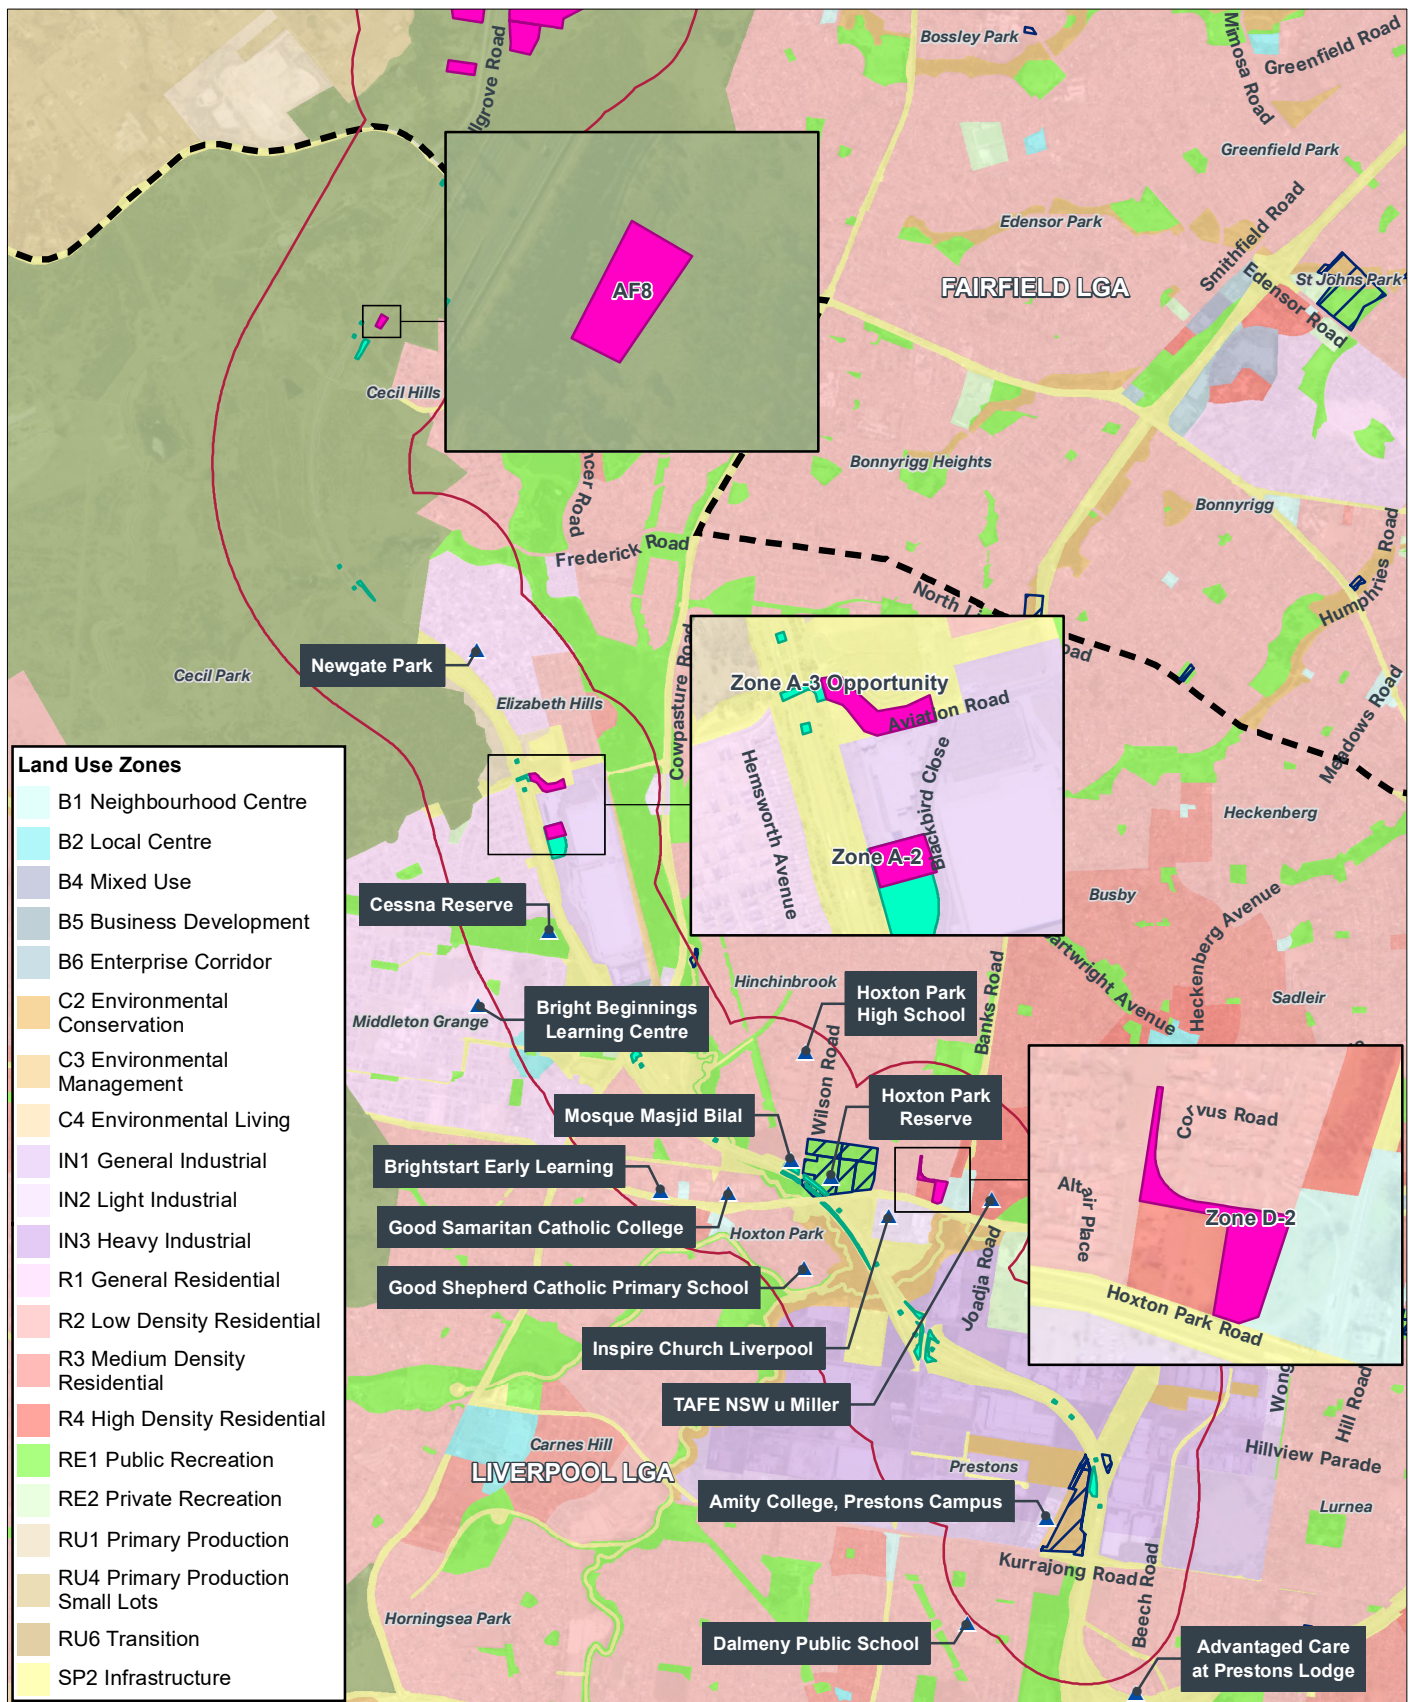 Bossley Park
Mimosa Road
Greenfield Road
Greenfield Park
Edensor Park
Smithfield Road
Edensor Road
St Johns Park
FAIRFIELD LGA
AF8
Cecil Hills
Bonnyrigg Heights
Bonnyrigg
Frederick Road
Humphries Road
Newgate Park
Cecil Park
Elizabeth Hills
Cowpasture Road
Zone A-3 Opportunity
Aviation Road
Hemsworth Avenue
Blackbird Close
Zone A-2
Meadows Road
Heckenberg
Busby
Heckenberg Avenue
Sadleir
Land Use Zones
B1 Neighbourhood Centre
B2 Local Centre
B4 Mixed Use
B5 Business Development
B6 Enterprise Corridor
C2 Environmental
Conservation
C3 Environmental
Management
C4 Environmental Living
IN1 General Industrial
IN2 Light Industrial
IN3 Heavy Industrial
R1 General Residential
R2 Low Density Residential
R3 Medium Density
Residential
R4 High Density Residential
RE1 Public Recreation
RE2 Private Recreation
RU1 Primary Production
RU4 Primary Production
Small Lots
RU6 Transition
SP2 Infrastructure
Cessna Reserve
Hinchinbrook
Banks Road
Middleton Grange
Bright Beginnings
Learning Centre
Hoxton Park
High School
Wilson Road
Mosque Masjid Bilal
Hoxton Park
Reserve
Brightstart Early Learning
Good Samaritan Catholic College
Hoxton Park
Good Shepherd Catholic Primary School
Joadja Road
Corvus Road
Altair Place
Zone D-2
Hoxton Park Road
Inspire Church Liverpool
TAFE NSW u Miller
Carnes Hill
LIVERPOOL LGA
Prestons
Hill Road
Hillview Parade
Lurnea
Amity College, Prestons Campus
Kurrajong Road
Beech Road
Horningsea Park
Dalmeny Public School
Advantaged Care
at Prestons Lodge